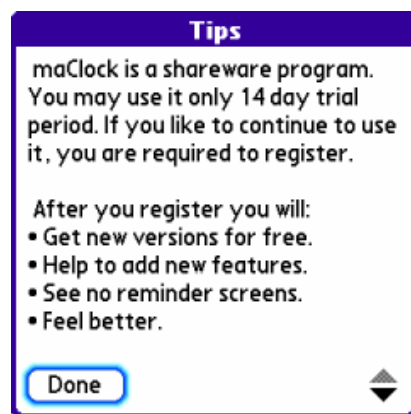 Tips
maClock is a shareware program.
You may use it only 14 day trial
period. If you like to continue to use
it, you are required to register.
After you register you will:
• Get new versions for free.
• Help to add new features.
• See no reminder screens.
• Feel better.
Done